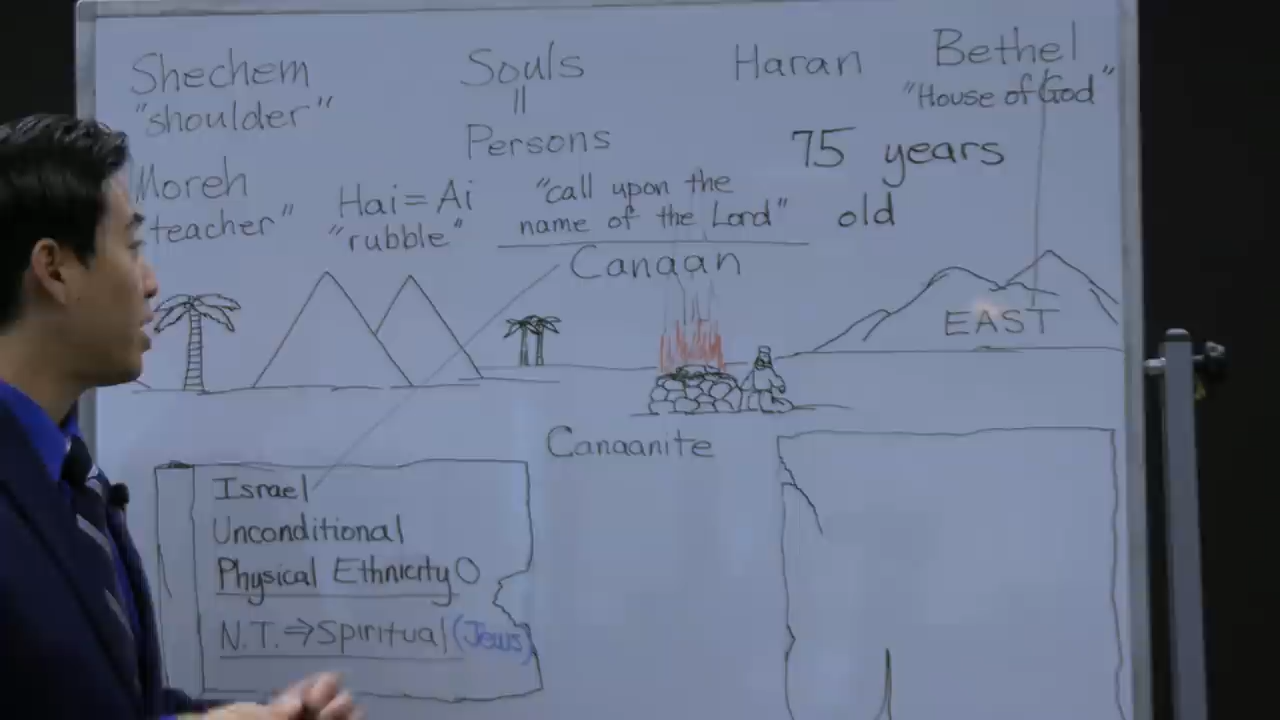 Shechem
"shoulder"
Moreh
teacher"
Hai=Ai
"rubble"
Souls
=
Persons
"call upon the
name of the Lord"
Haran
Bethel
"House of God"
75 years
old
Canaan
EAST
Canaanite
Israel
Unconditional
Physical Ethnicity
N.T. ⇒ Spiritual (Jews)